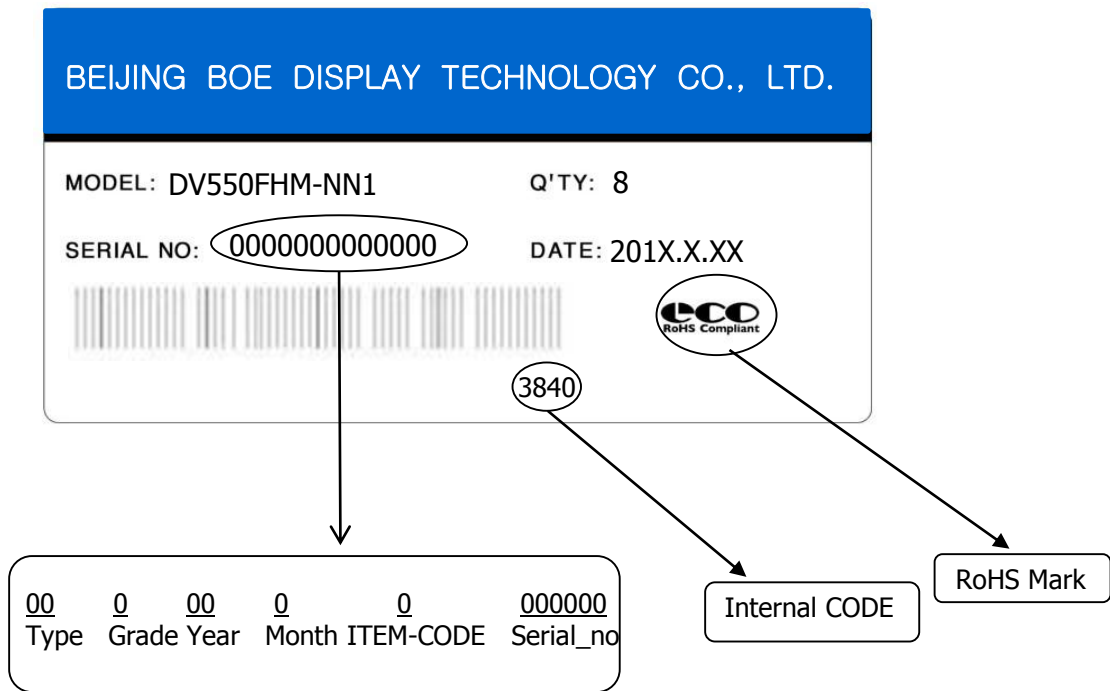 BEIJING BOE DISPLAY TECHNOLOGY CO., LTD.
MODEL: DV550FHM-NN1 Q'TY: 8
SERIAL NO: 0000000000000 DATE: 201X.X.XX
eco
RoHS Compliant
3840
00 0 00 0 0 000000
Type Grade Year Month ITEM-CODE Serial_no
Internal CODE
RoHS Mark